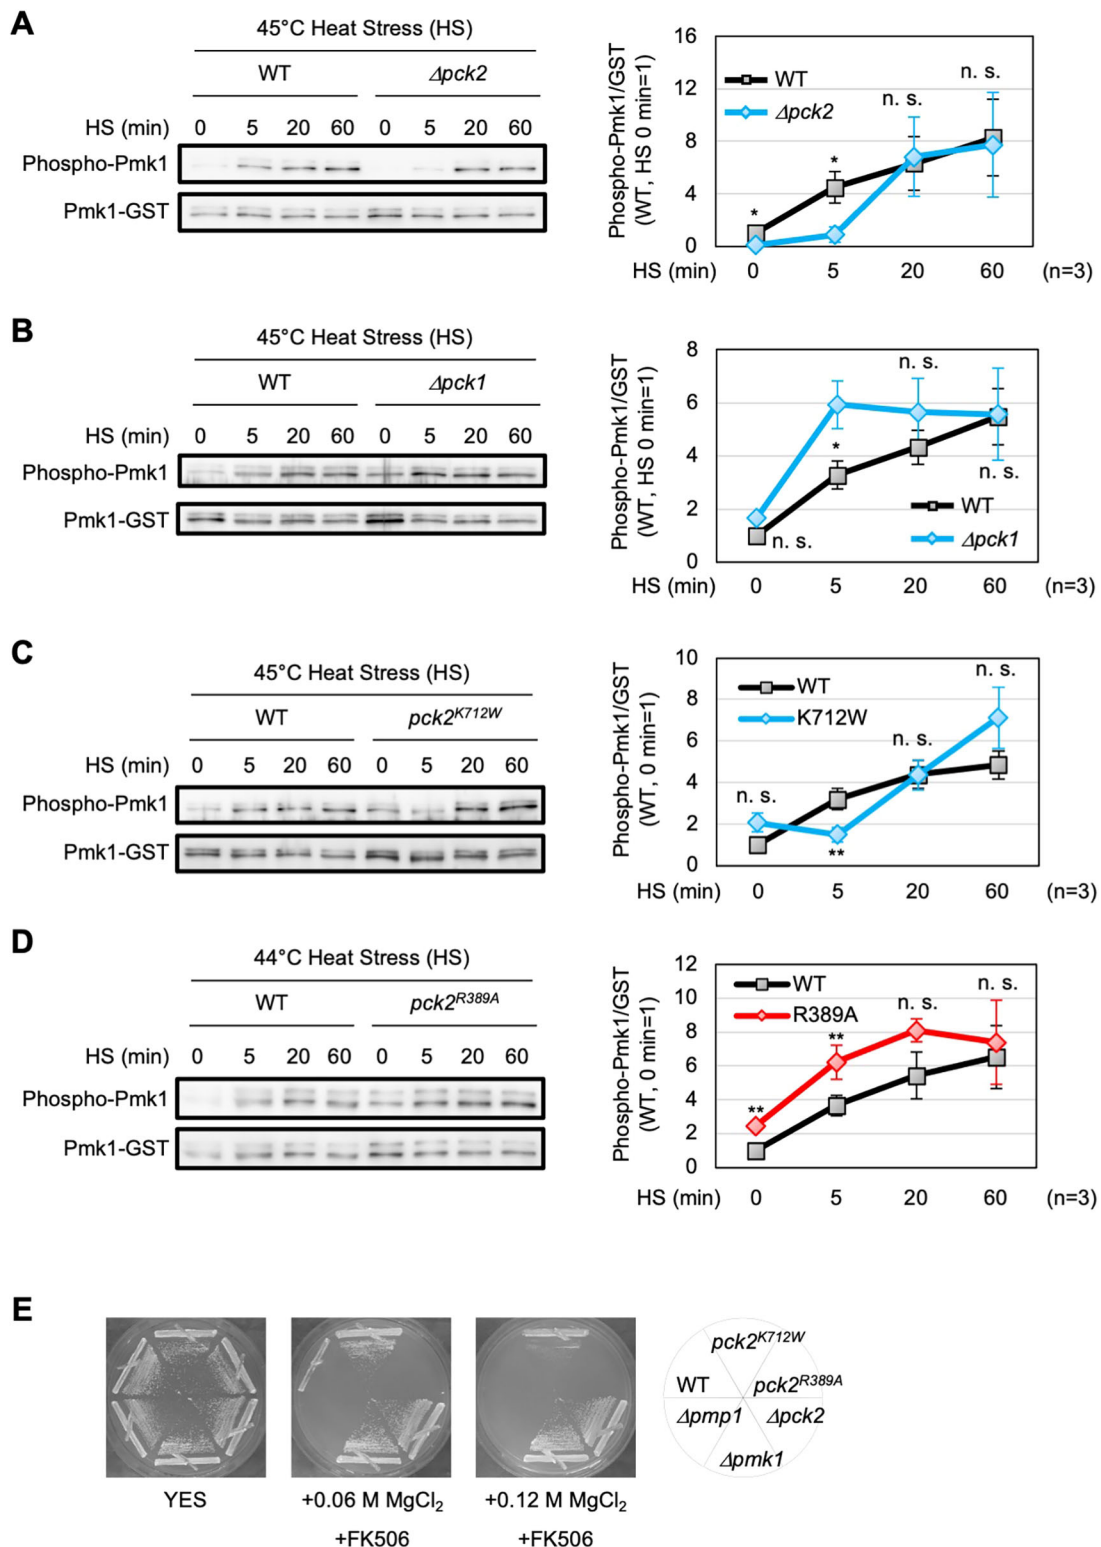 A
45°C Heat Stress (HS)
WT Δpck2
HS (min) 0 5 20 60 0 5 20 60
Phospho-Pmk1
Pmk1-GST
Phospho-Pmk1/GST
(WT, HS 0 min=1)
16
12
8
4
0
WT
Δpck2
*
*
n. s.
n. s.
HS (min) 0 5 20 60 (n=3)
B
45°C Heat Stress (HS)
WT Δpck1
HS (min) 0 5 20 60 0 5 20 60
Phospho-Pmk1
Pmk1-GST
Phospho-Pmk1/GST
(WT, HS 0 min=1)
8
6
4
2
0
n. s.
*
n. s.
n. s.
WT
Δpck1
HS (min) 0 5 20 60 (n=3)
C
45°C Heat Stress (HS)
WT pck2K712W
HS (min) 0 5 20 60 0 5 20 60
Phospho-Pmk1
Pmk1-GST
Phospho-Pmk1/GST
(WT, 0 min=1)
10
8
6
4
2
0
WT
K712W
n. s.
**
n. s.
n. s.
HS (min) 0 5 20 60 (n=3)
D
44°C Heat Stress (HS)
WT pck2R389A
HS (min) 0 5 20 60 0 5 20 60
Phospho-Pmk1
Pmk1-GST
Phospho-Pmk1/GST
(WT, 0 min=1)
12
10
8
6
4
2
0
WT
R389A
**
**
n. s.
n. s.
HS (min) 0 5 20 60 (n=3)
E
YES
+0.06 M MgCl2
+FK506
+0.12 M MgCl2
+FK506
pck2K712W
WT pck2R389A
Δpmp1 Δpck2
Δpmk1